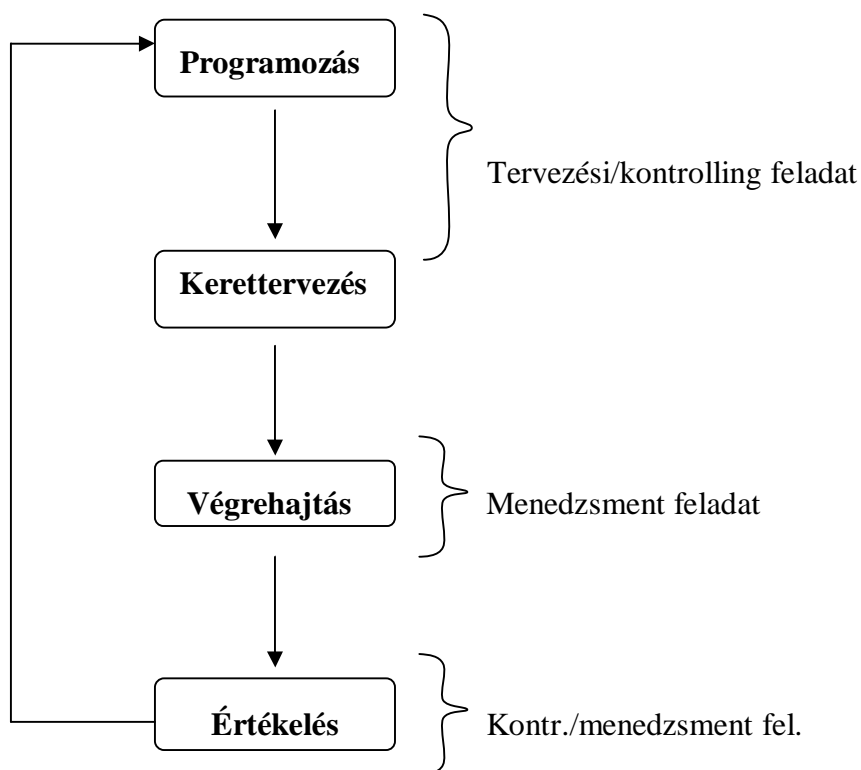 Programozás
Tervezési/kontrolling feladat
Kerettervezés
Végrehajtás
Menedzsment feladat
Értékelés
Kontr./menedzsment fel.